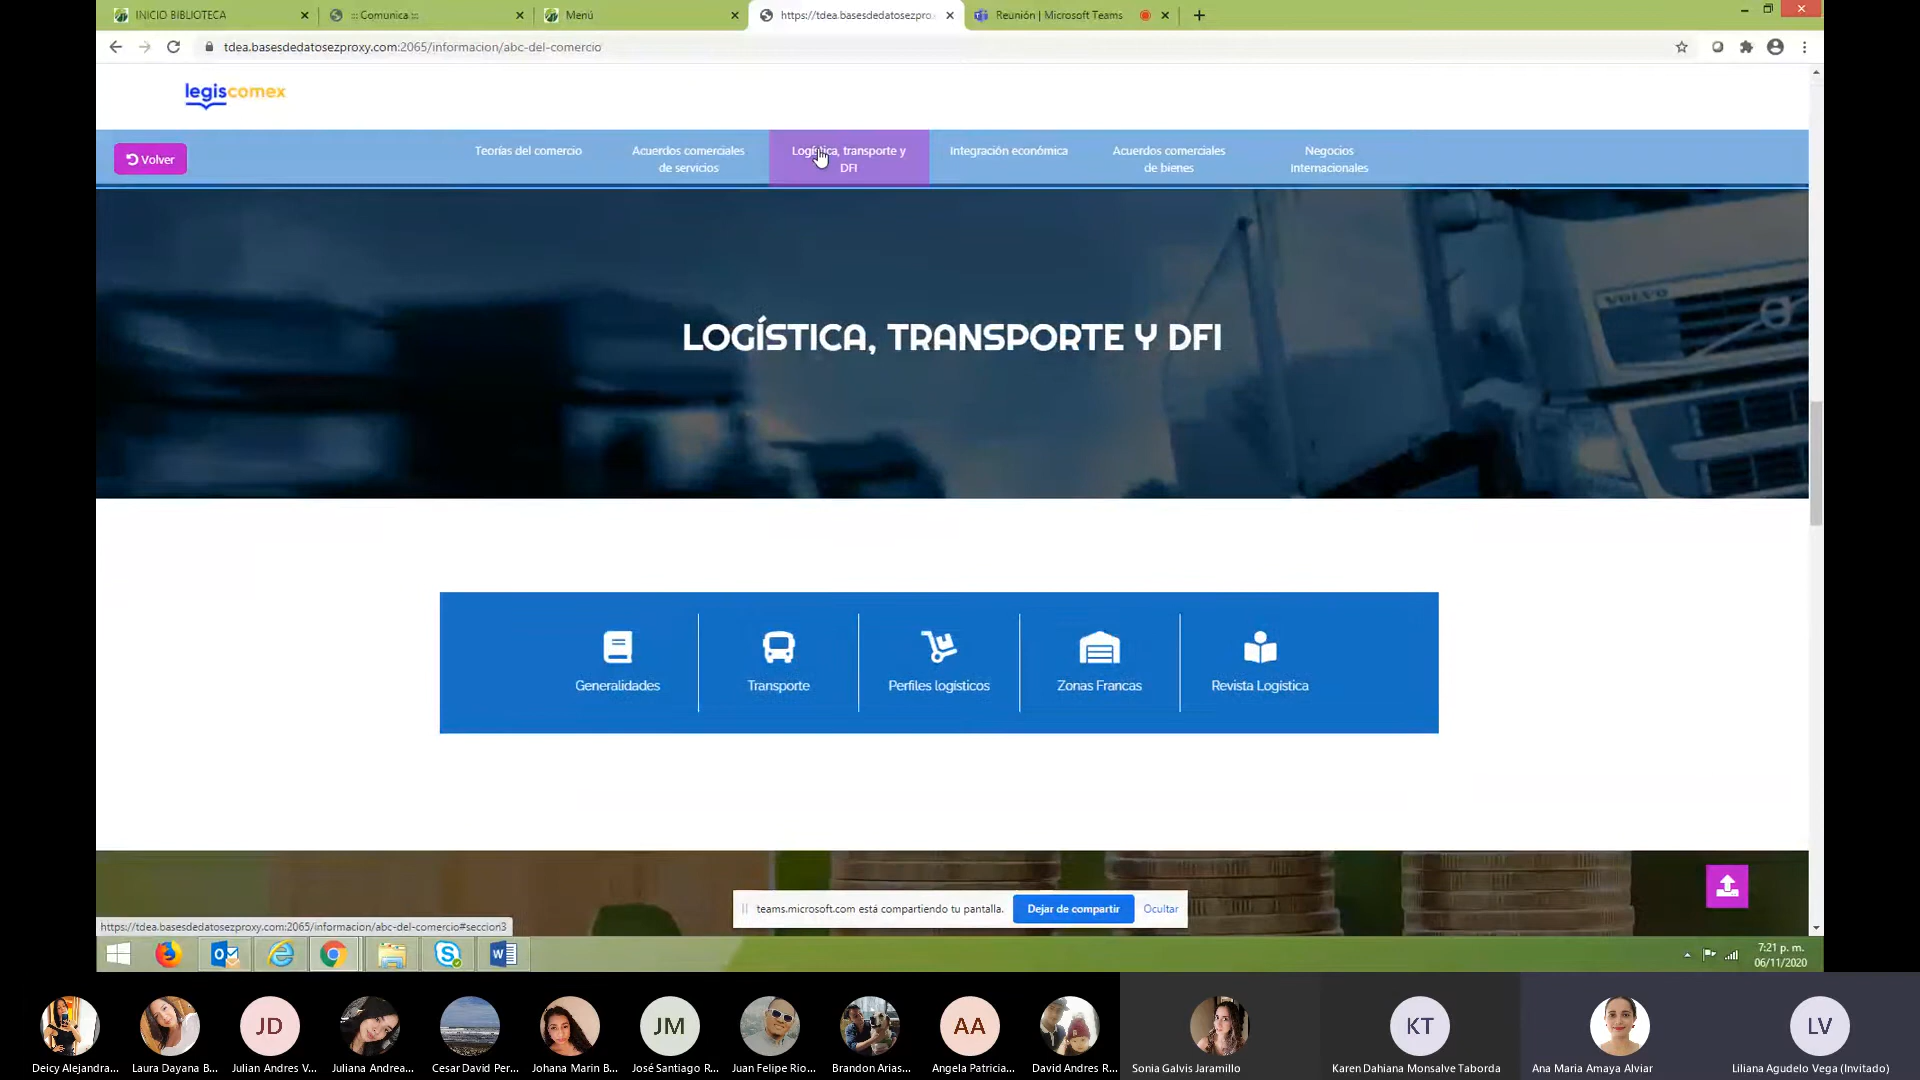 INICIO BIBLIOTECA
::: Comunica :::
Menú
https://tdea.basesdedatosezpro
Reunión | Microsoft Teams
tdea.basesdedatosezproxy.com:2065/informacion/abc-del-comercio
legiscomex
Volver
Teorías del comercio
Acuerdos comerciales
de servicios
Logística, transporte y
DFI
Integración económica
Acuerdos comerciales
de bienes
Negocios
Internacionales
VOLVO
LOGÍSTICA, TRANSPORTE Y DFI
Generalidades
Transporte
Perfiles logísticos
Zonas Francas
Revista Logística
teams.microsoft.com está compartiendo tu pantalla.
Dejar de compartir
Ocultar
https://tdea.basesdedatosezproxy.com:2065/informacion/abc-del-comercio#seccion3
7:21 p. m.
06/11/2020
JD
JM
AA
KT
LV
Deicy Alejandra...
Laura Dayana B...
Julian Andres V...
Juliana Andrea...
Cesar David Per...
Johana Marin B...
José Santiago R...
Juan Felipe Rio...
Brandon Arias...
Angela Patricia...
David Andres R...
Sonia Galvis Jaramillo
Karen Dahiana Monsalve Taborda
Ana Maria Amaya Alviar
Liliana Agudelo Vega (Invitado)